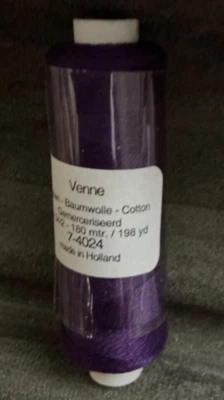 Venne
- Baumwolle - Cotton
Gemerceriseerd
- 180 mtr. / 198 yd
7-4024
made in Holland